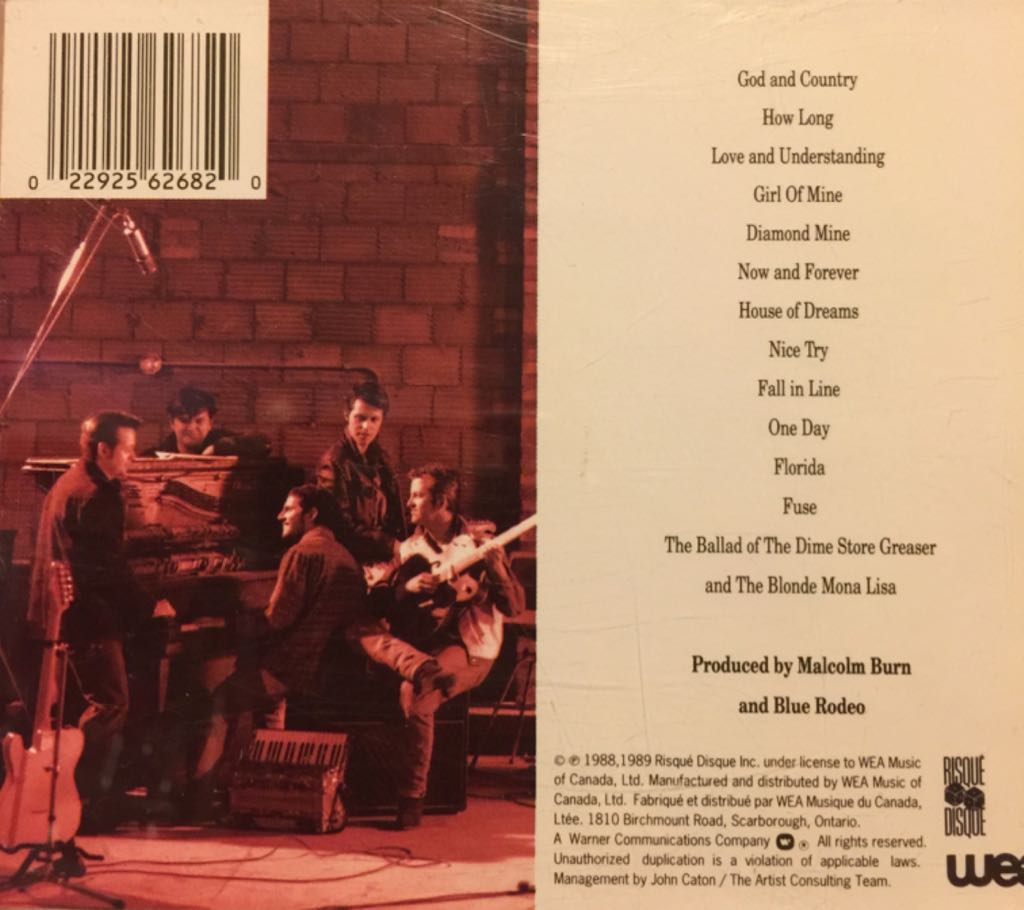 0 22925 62682 0
God and Country
How Long
Love and Understanding
Girl Of Mine
Diamond Mine
Now and Forever
House of Dreams
Nice Try
Fall in Line
One Day
Florida
Fuse
The Ballad of The Dime Store Greaser
and The Blonde Mona Lisa
Produced by Malcolm Burn
and Blue Rodeo
© ℗ 1988,1989 Risqué Disque Inc. under license to WEA Music
of Canada, Ltd. Manufactured and distributed by WEA Music of
Canada, Ltd. Fabriqué et distribué par WEA Musique du Canada,
Ltée. 1810 Birchmount Road, Scarborough, Ontario.
A Warner Communications Company ® All rights reserved.
Unauthorized duplication is a violation of applicable laws.
Management by John Caton / The Artist Consulting Team.
RISQUÉ
DISQUE
wea